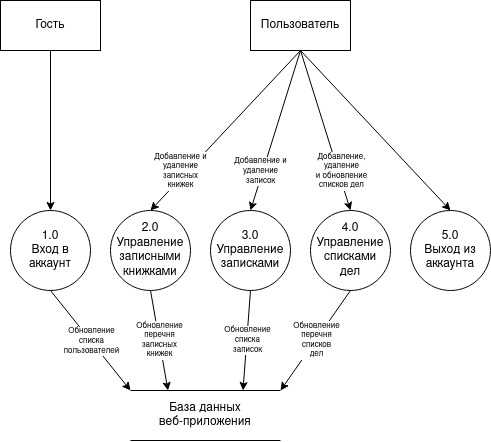 Гость
Пользователь
Добавление и
удаление
записных
книжек
Добавление и
удаление
записок
Добавление,
удаление
и обновление
списков дел
1.0
Вход в
аккаунт
2.0
Управление
записными
книжками
3.0
Управление
записками
4.0
Управление
списками
дел
5.0
Выход из
аккаунта
Обновление
списка
пользователей
Обновление
перечня
записных
книжек
Обновление
списка
записок
Обновление
перечня
списков
дел
База данных
веб-приложения